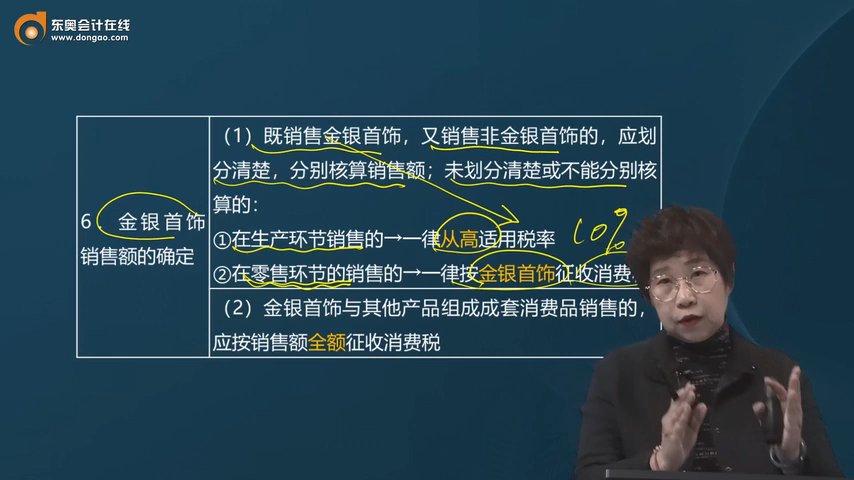 东奥会计在线
www.dongao.com
（1）既销售金银首饰，又销售非金银首饰的，应划
分清楚，分别核算销售额；未划分清楚或不能分别核
算的：
6．金银首饰
销售额的确定
①在生产环节销售的→一律从高适用税率
10%
②在零售环节的销售的→一律按金银首饰征收消费
（2）金银首饰与其他产品组成成套消费品销售的，
应按销售额全额征收消费税